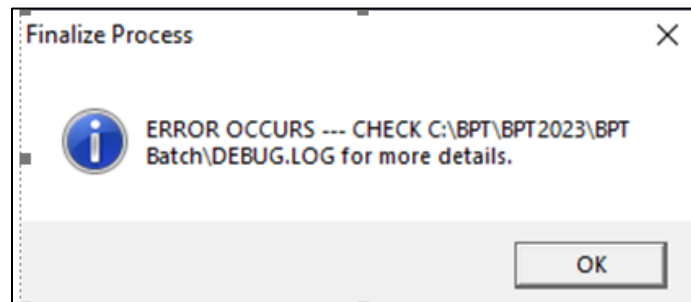 Finalize Process
ERROR OCCURS --- CHECK C:\BPT\BPT2023\BPT
Batch\DEBUG.LOG for more details.
OK